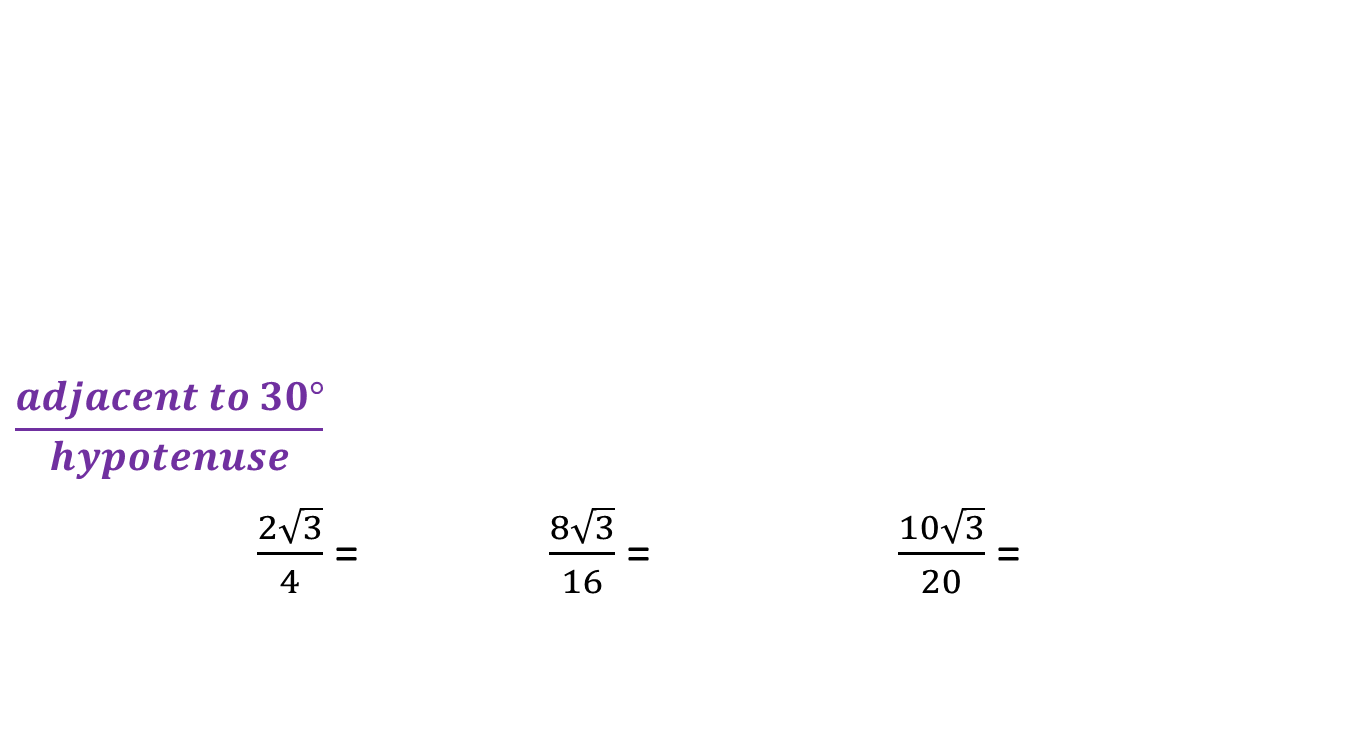 adjacent to 30°
hypotenuse
2√3 8√3 10√3
= = =
4 16 20